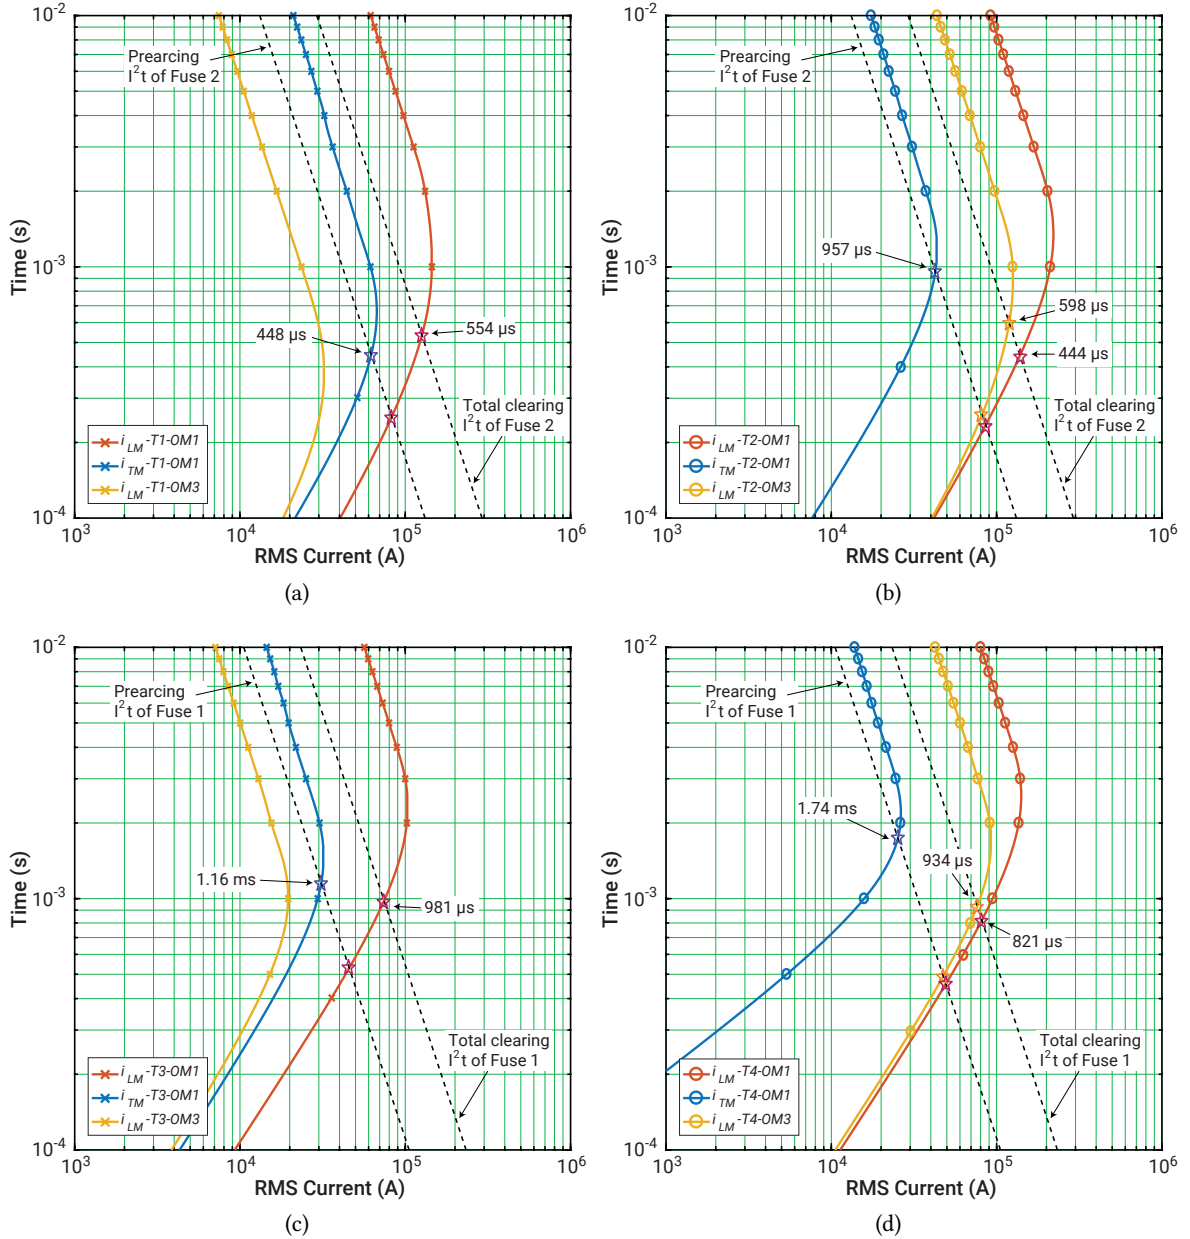 10^-2
10^-3
10^-4
Time (s)
Prearcing
I^2t of Fuse 2
448 µs
554 µs
Total clearing
I^2t of Fuse 2
i_LM-T1-OM1
i_TM-T1-OM1
i_LM-T1-OM3
10^3
10^4
10^5
10^6
RMS Current (A)
(a)
10^-2
10^-3
10^-4
Time (s)
Prearcing
I^2t of Fuse 2
957 µs
598 µs
444 µs
Total clearing
I^2t of Fuse 2
i_LM-T2-OM1
i_TM-T2-OM1
i_LM-T2-OM3
10^3
10^4
10^5
10^6
RMS Current (A)
(b)
10^-2
10^-3
10^-4
Time (s)
Prearcing
I^2t of Fuse 1
1.16 ms
981 µs
Total clearing
I^2t of Fuse 1
i_LM-T3-OM1
i_TM-T3-OM1
i_LM-T3-OM3
10^3
10^4
10^5
10^6
RMS Current (A)
(c)
10^-2
10^-3
10^-4
Time (s)
Prearcing
I^2t of Fuse 1
1.74 ms
934 µs
821 µs
Total clearing
I^2t of Fuse 1
i_LM-T4-OM1
i_TM-T4-OM1
i_LM-T4-OM3
10^3
10^4
10^5
10^6
RMS Current (A)
(d)